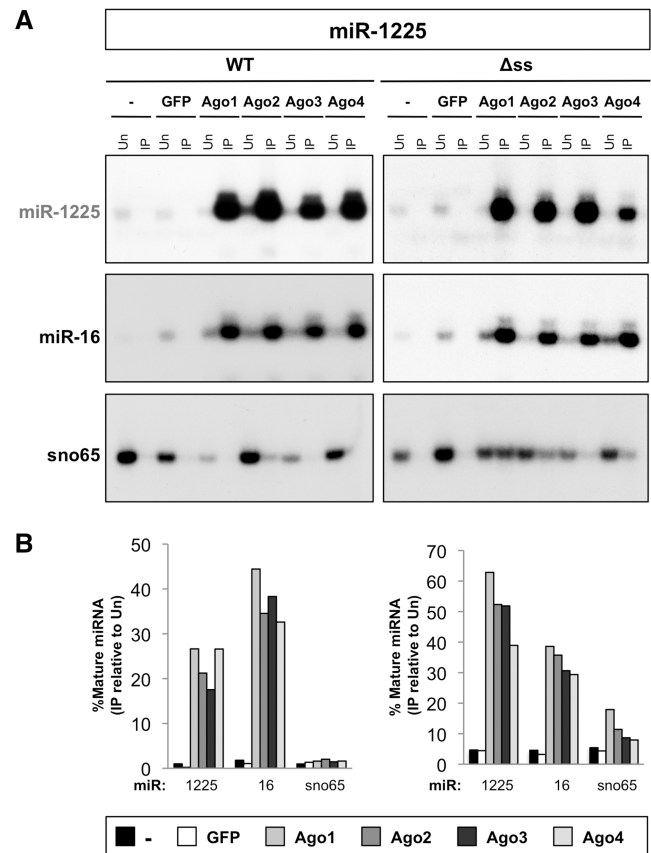 A
miR-1225
WT Δss
- GFP Ago1 Ago2 Ago3 Ago4 - GFP Ago1 Ago2 Ago3 Ago4
Un IP Un IP Un IP Un IP Un IP Un IP Un IP Un IP Un IP Un IP Un IP Un IP
miR-1225
miR-16
sno65
B
%Mature miRNA
(IP relative to Un)
50
40
30
20
10
0
miR: 1225 16 sno65
% Mature miRNA
(IP relative to Un)
70
60
50
40
30
20
10
0
miR: 1225 16 sno65
- GFP Ago1 Ago2 Ago3 Ago4